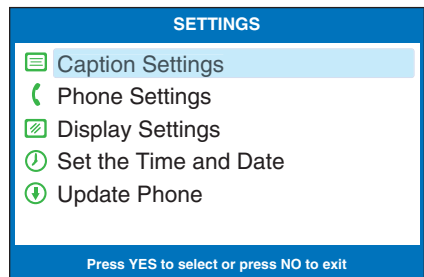 SETTINGS
Caption Settings
Phone Settings
Display Settings
Set the Time and Date
Update Phone
Press YES to select or press NO to exit